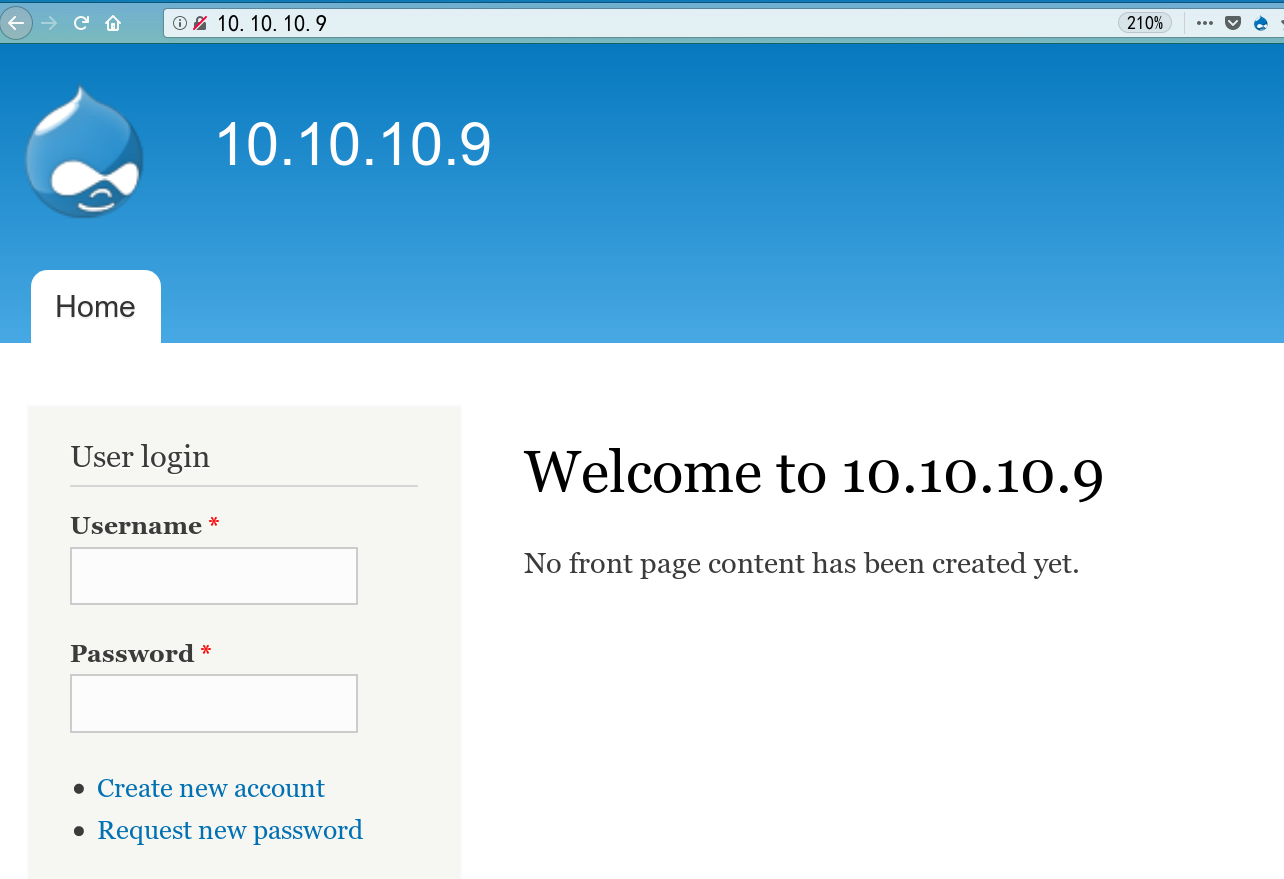 10.10.10.9
210%
10.10.10.9
Home
User login
Username *
Password *
Create new account
Request new password
Welcome to 10.10.10.9
No front page content has been created yet.